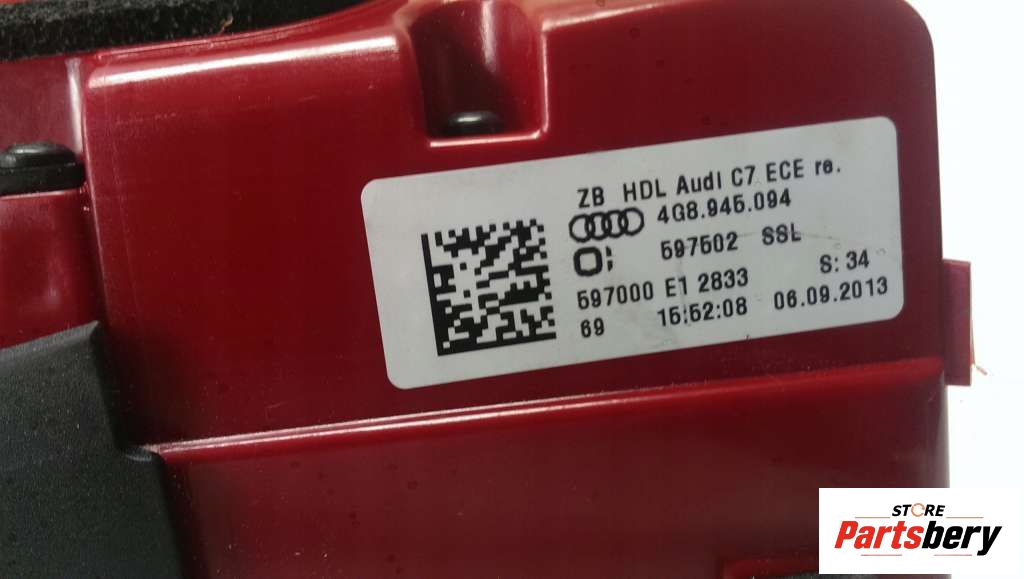 ZB HDL Audi C7 ECE re.
4G8.945.094
597502 SSL
597000 E1 2833 S: 34
69 15:52:08 06.09.2013
STORE
Partsbery